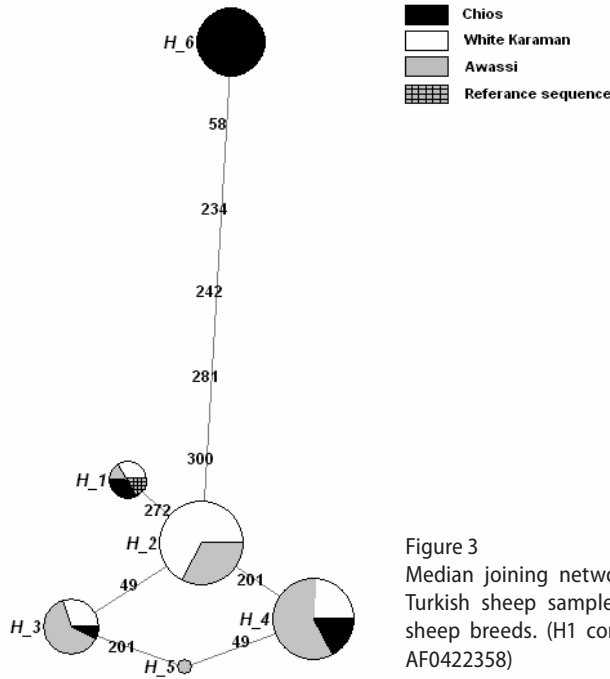 H_6
Chios
White Karaman
Awassi
Referance sequence
58
234
242
281
300
H_1
272
H_2
49
201
H_3
H_4
201
49
H_5
Figure 3
Median joining netwo
Turkish sheep sample
sheep breeds. (H1 con
AF0422358)